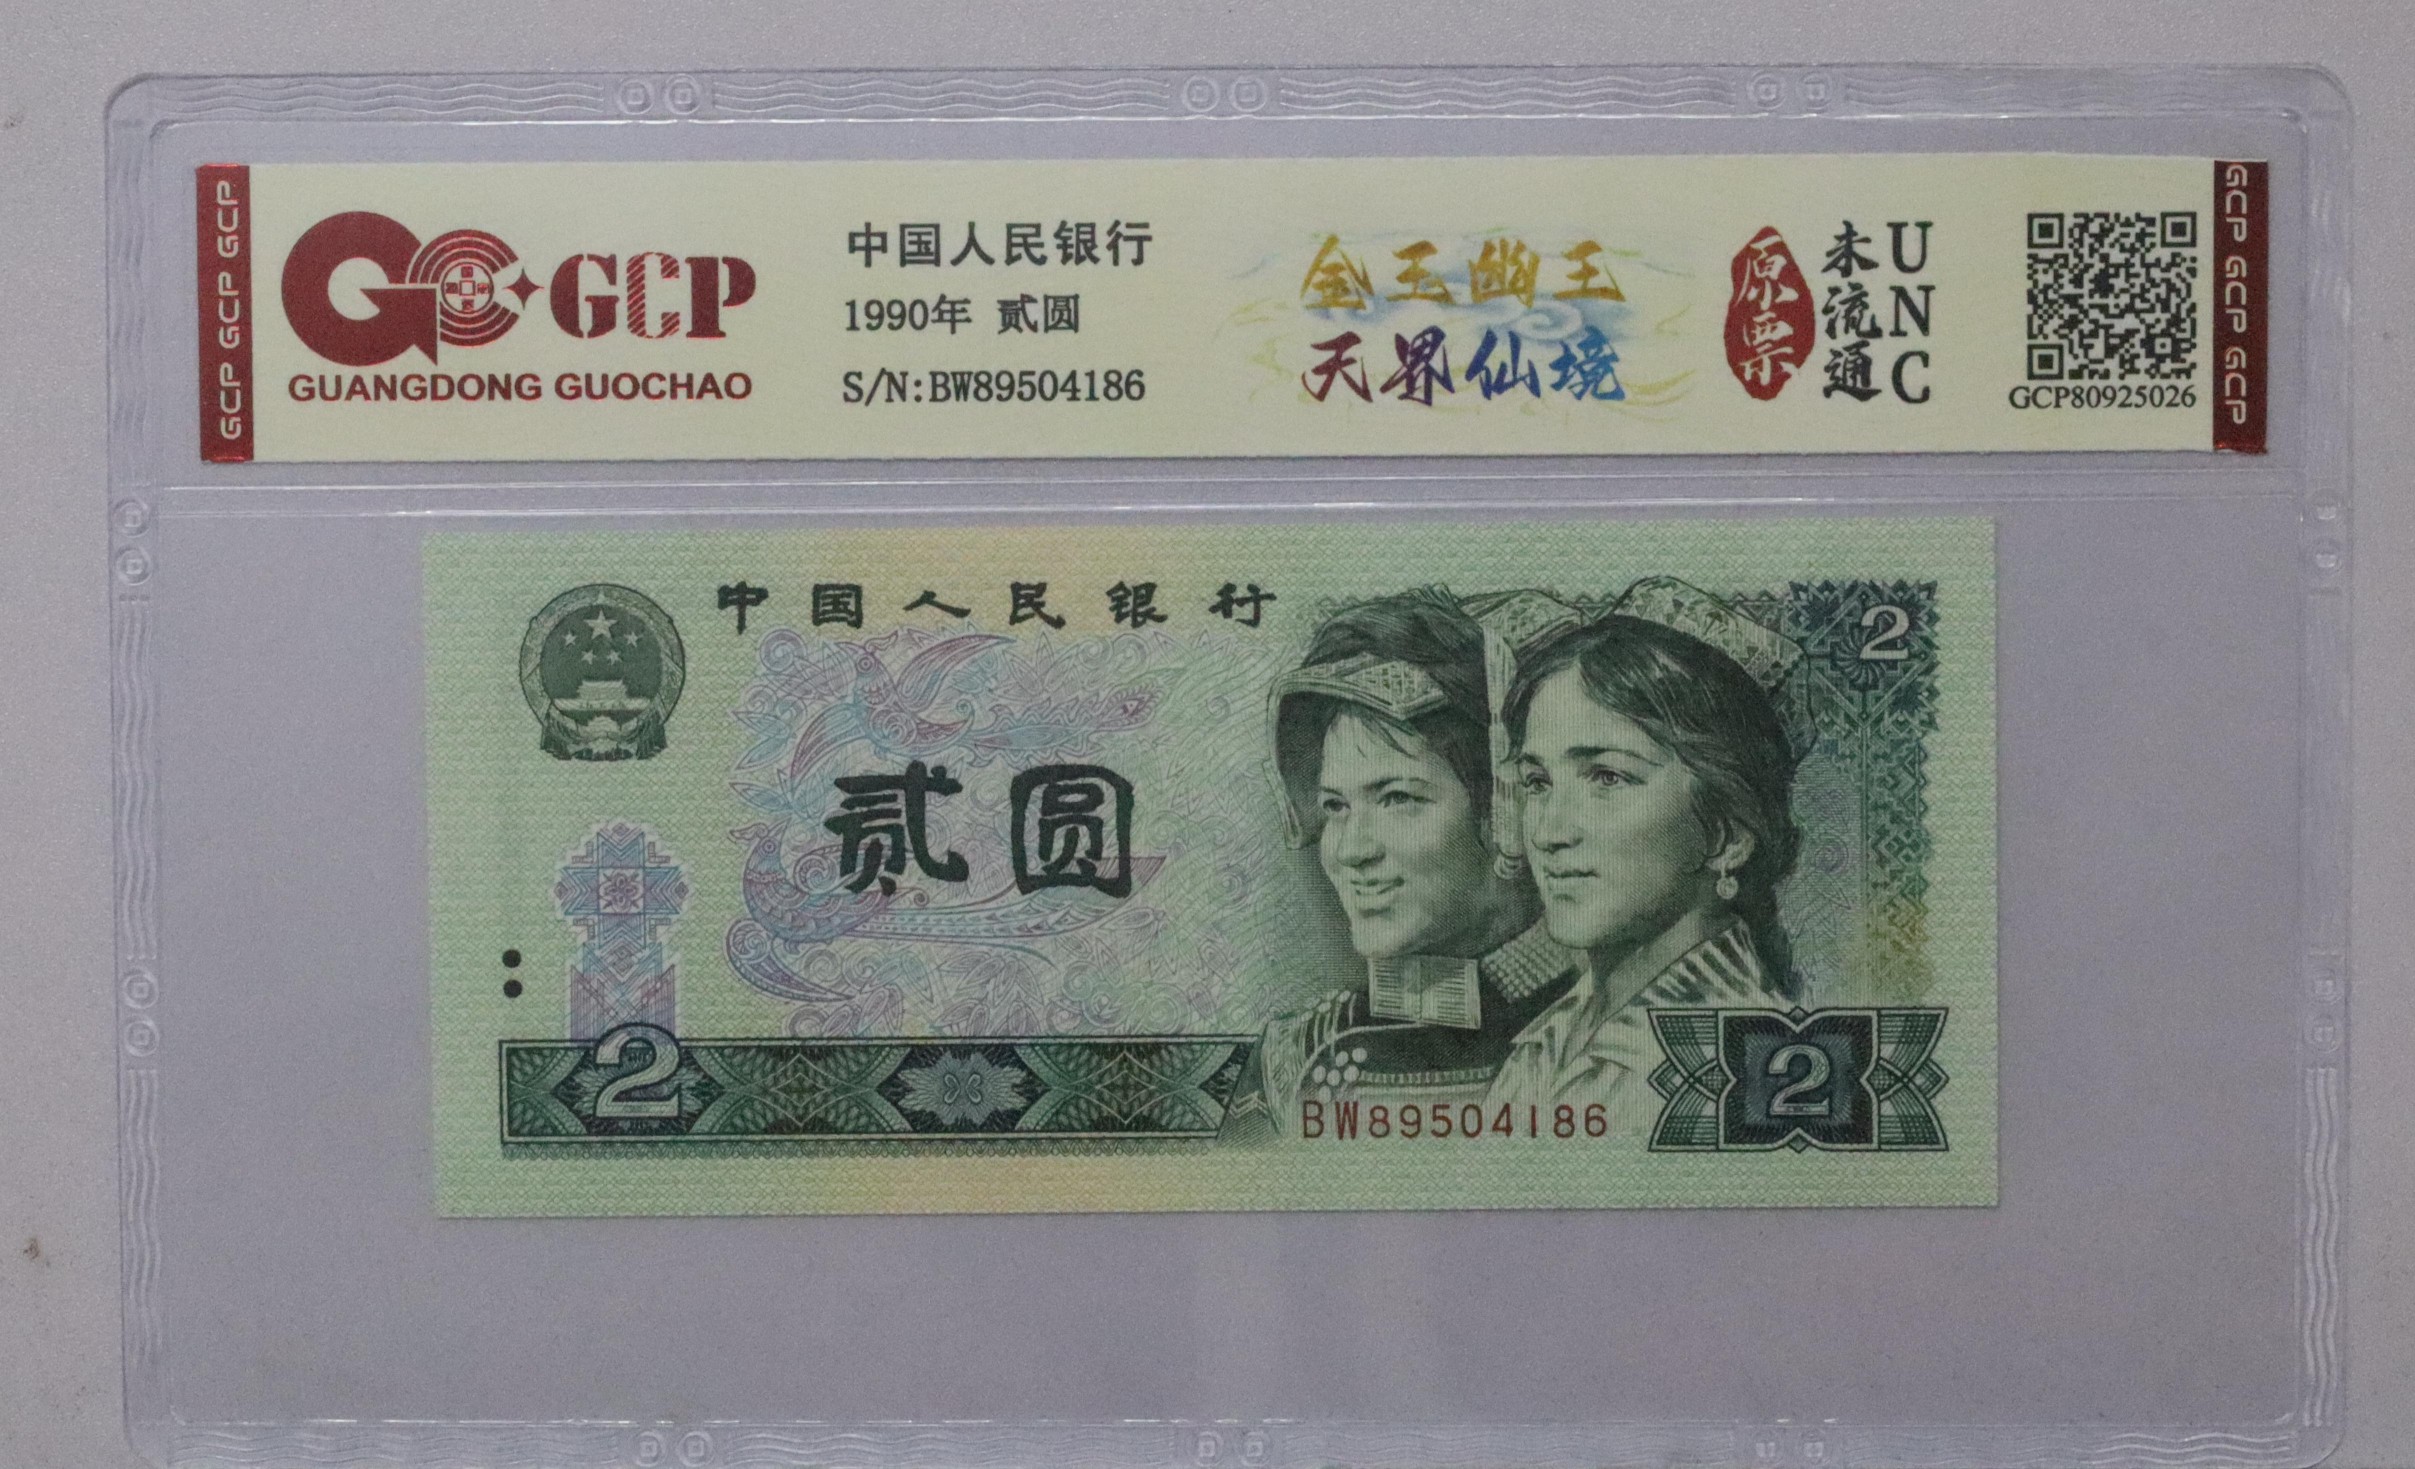 GCP GCP GCP
GCP
GUANGDONG GUOCHAO
中国人民银行
1990年 贰圆
S/N:BW89504186
金玉幽王
天界仙境
原票
未流通
UNC
GCP80925026
GCP GCP GCP
中国人民银行
2
贰圆
2
BW89504186
2